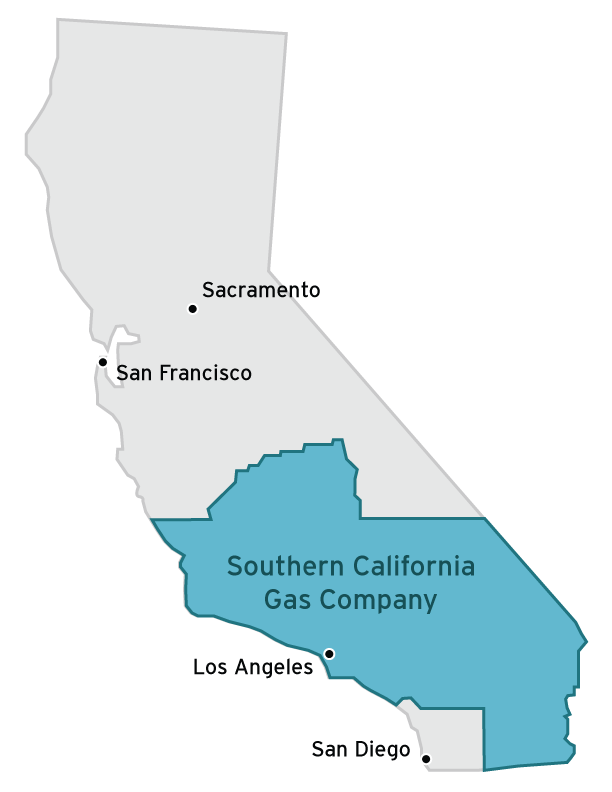 Sacramento
San Francisco
Southern California
Gas Company
Los Angeles
San Diego